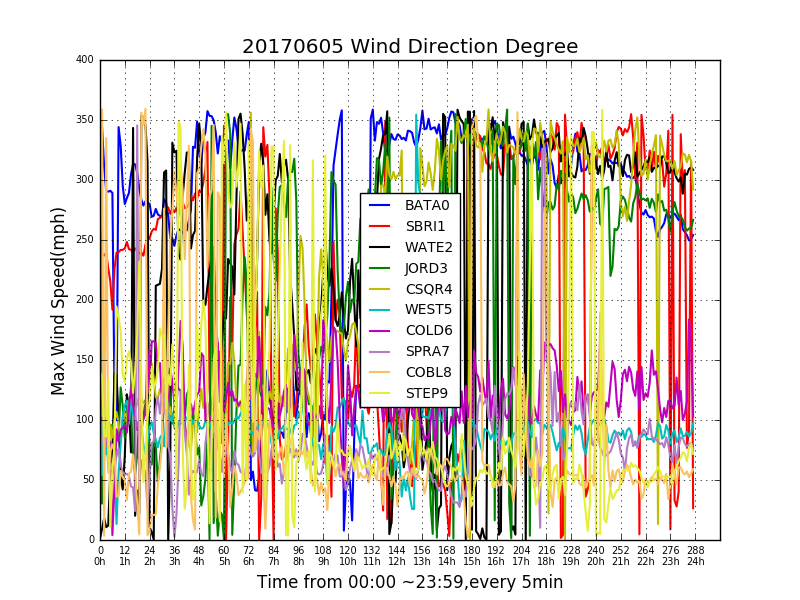 20170605 Wind Direction Degree
400
350
300
250
200
150
100
50
0
Max Wind Speed(mph)
BATA0
SBRI1
WATE2
JORD3
CSQR4
WEST5
COLD6
SPRA7
COBL8
STEP9
0 12 24 36 48 60 72 84 96 108 120 132 144 156 168 180 192 204 216 228 240 252 264 276 288
0h 1h 2h 3h 4h 5h 6h 7h 8h 9h 10h 11h 12h 13h 14h 15h 16h 17h 18h 19h 20h 21h 22h 23h 24h
Time from 00:00 ~23:59,every 5min